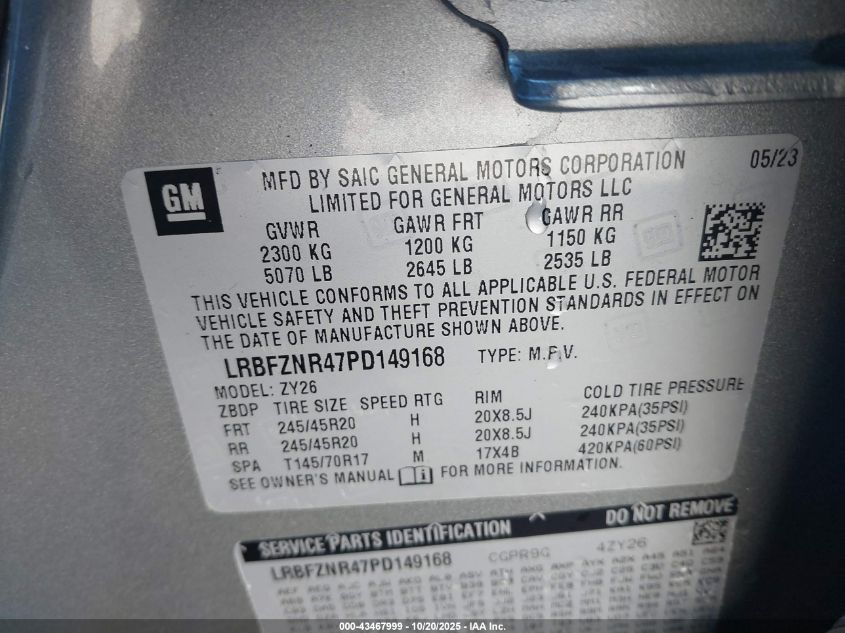 GM
MFD BY SAIC GENERAL MOTORS CORPORATION 05/23
LIMITED FOR GENERAL MOTORS LLC
GVWR GAWR FRT GAWR RR
2300 KG 1200 KG 1150 KG
5070 LB 2645 LB 2535 LB
THIS VEHICLE CONFORMS TO ALL APPLICABLE U.S. FEDERAL MOTOR
VEHICLE SAFETY AND THEFT PREVENTION STANDARDS IN EFFECT ON
THE DATE OF MANUFACTURE SHOWN ABOVE.
LRBFZNR47PD149168 TYPE: M.P.V.
MODEL: ZY26
ZBDP TIRE SIZE SPEED RTG RIM COLD TIRE PRESSURE
FRT 245/45R20 H 20X8.5J 240KPA(35PSI)
RR 245/45R20 H 20X8.5J 240KPA(35PSI)
SPA T145/70R17 M 17X4B 420KPA(60PSI)
SEE OWNER'S MANUAL FOR MORE INFORMATION.
SERVICE PARTS IDENTIFICATION DO NOT REMOVE
LRBFZNR47PD149168 CGPR9G 4ZY26
000-43467999 | 10/20/2025 - IAA Inc.